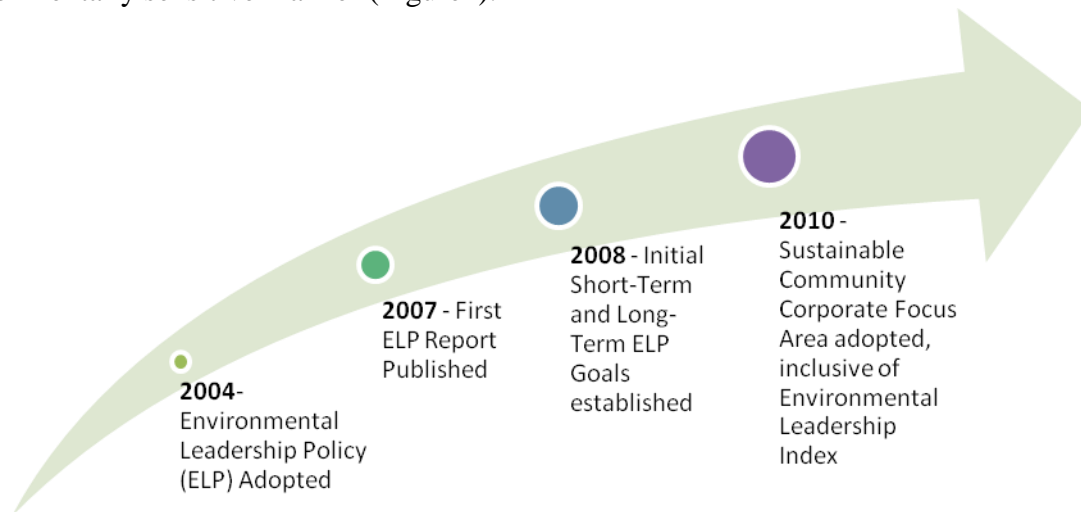 2004-
Environmental
Leadership Policy
(ELP) Adopted
2007 - First
ELP Report
Published
2008 - Initial
Short-Term
and Long-
Term ELP
Goals
established
2010 -
Sustainable
Community
Corporate Focus
Area adopted,
inclusive of
Environmental
Leadership
Index